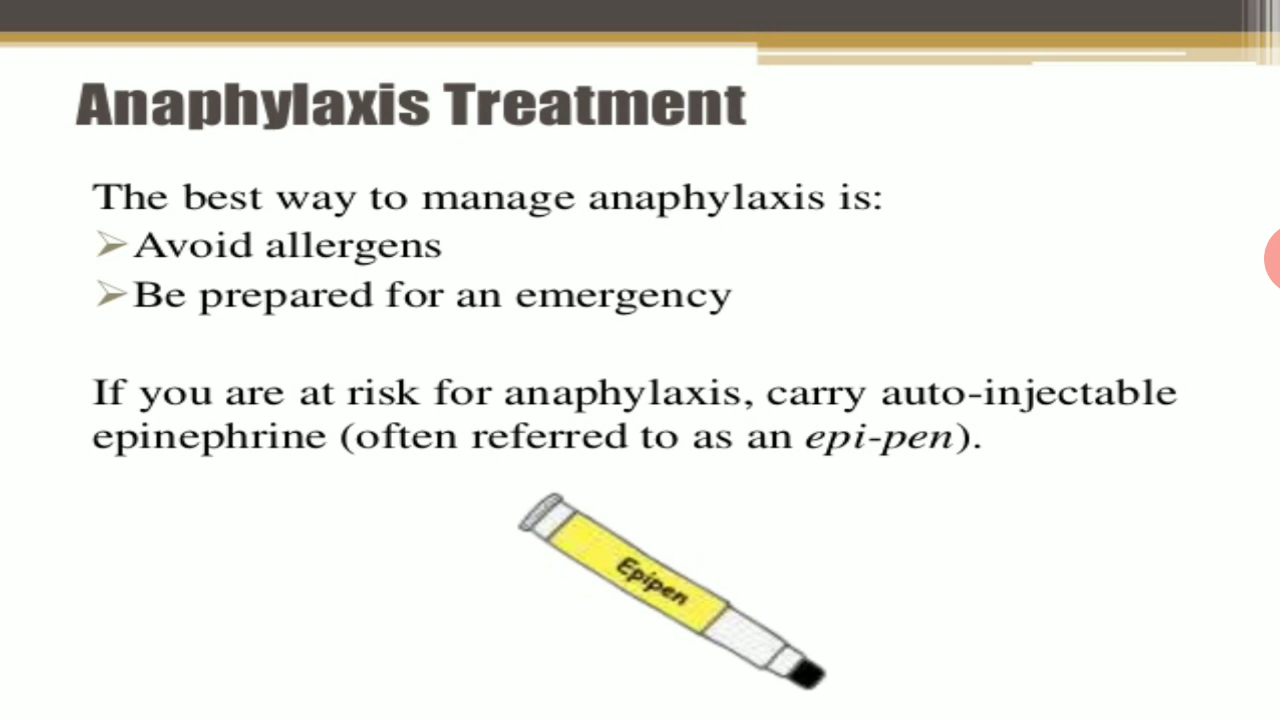 Anaphylaxis Treatment
The best way to manage anaphylaxis is:
➢Avoid allergens
➢Be prepared for an emergency
If you are at risk for anaphylaxis, carry auto-injectable
epinephrine (often referred to as an epi-pen).
Epipen